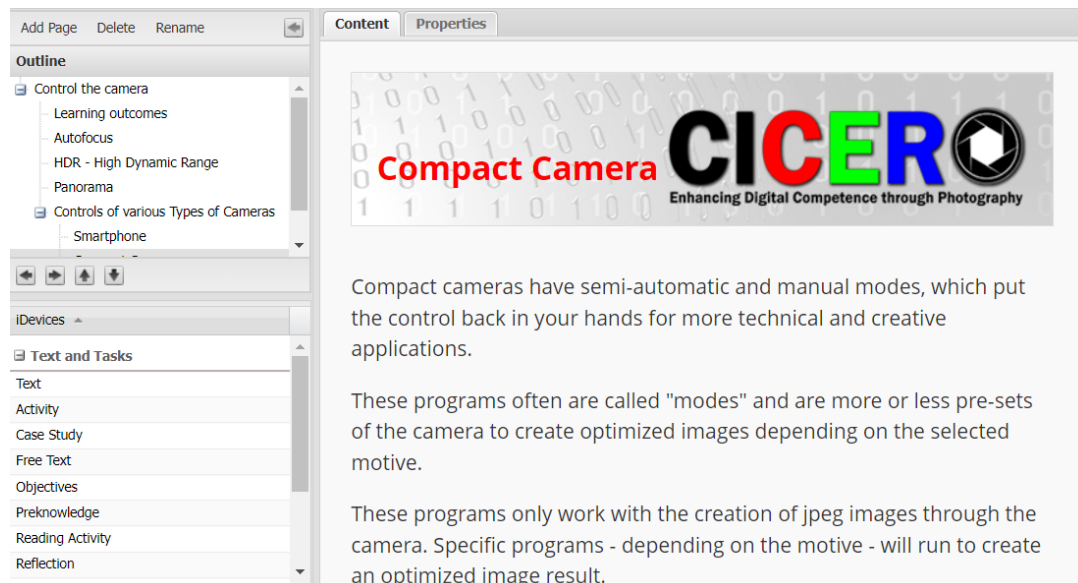 Add Page Delete Rename
Outline
Control the camera
Learning outcomes
Autofocus
HDR - High Dynamic Range
Panorama
Controls of various Types of Cameras
Smartphone
iDevices
Text and Tasks
Text
Activity
Case Study
Free Text
Objectives
Preknowledge
Reading Activity
Reflection
Content Properties
Compact Camera
CICERO
Enhancing Digital Competence through Photography
Compact cameras have semi-automatic and manual modes, which put
the control back in your hands for more technical and creative
applications.
These programs often are called "modes" and are more or less pre-sets
of the camera to create optimized images depending on the selected
motive.
These programs only work with the creation of jpeg images through the
camera. Specific programs - depending on the motive - will run to create
an optimized image result.